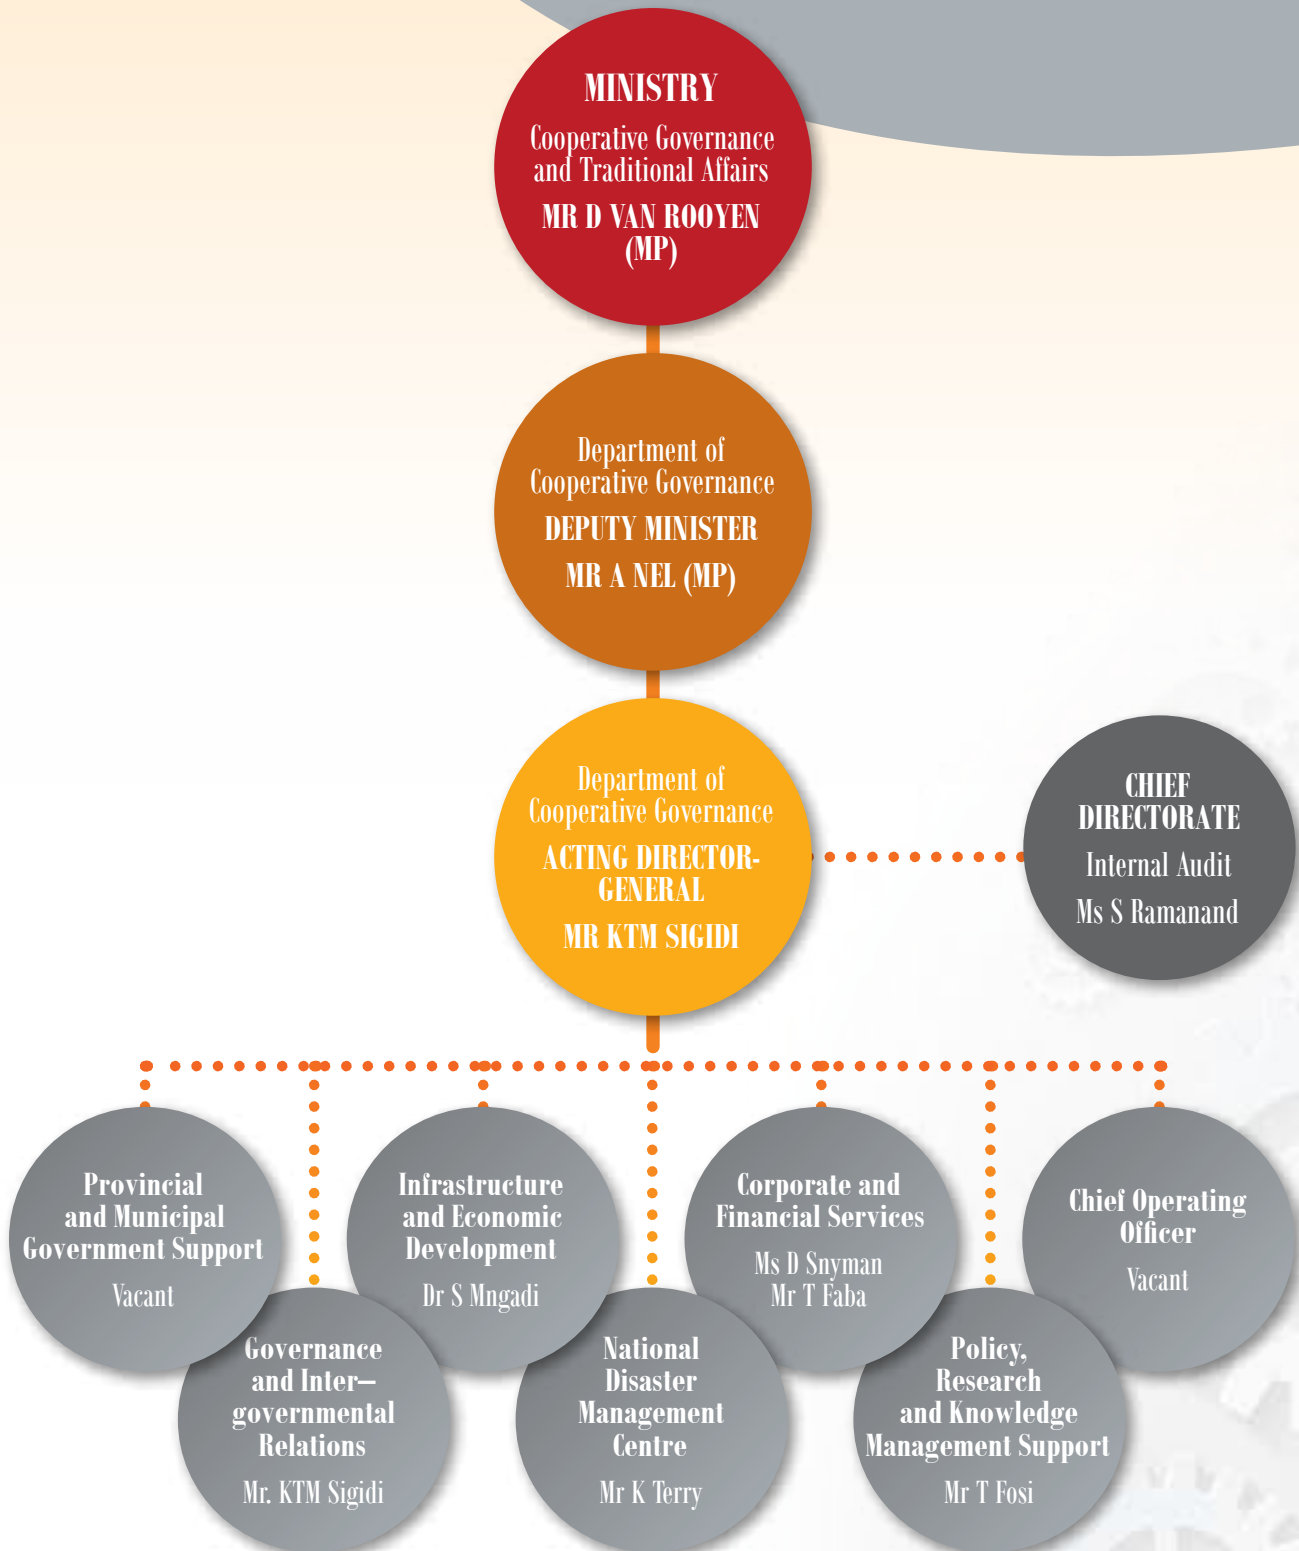 MINISTRY
Cooperative Governance
and Traditional Affairs
MR D VAN ROOYEN
(MP)
Department of
Cooperative Governance
DEPUTY MINISTER
MR A NEL (MP)
Department of
Cooperative Governance
ACTING DIRECTOR-
GENERAL
MR KTM SIGIDI
CHIEF
DIRECTORATE
Internal Audit
Ms S Ramanand
Provincial
and Municipal
Government Support
Vacant
Governance
and Inter–
governmental
Relations
Mr. KTM Sigidi
Infrastructure
and Economic
Development
Dr S Mngadi
National
Disaster
Management
Centre
Mr K Terry
Corporate and
Financial Services
Ms D Snyman
Mr T Faba
Policy,
Research
and Knowledge
Management Support
Mr T Fosi
Chief Operating
Officer
Vacant